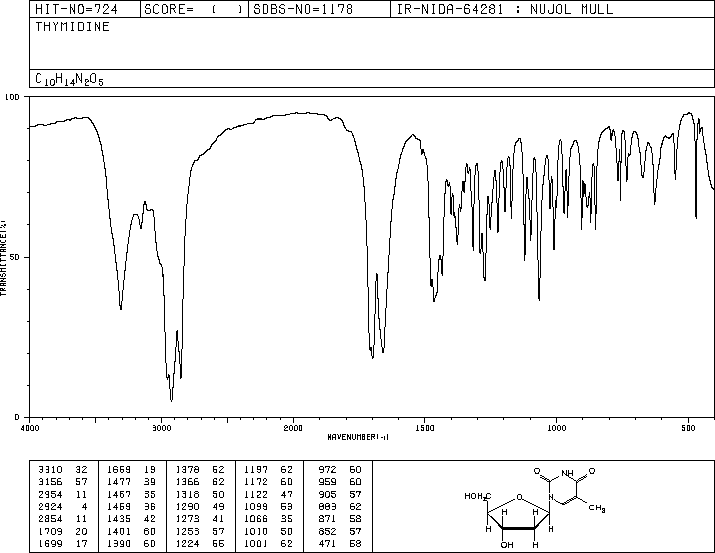 HIT-NO=724 SCORE= ( ) SDBS-NO=1178 IR-NIDA-64281 : NUJOL MULL
THYMIDINE
C10H14N2O5
100
50
0
TRANSMITTANCE(%)
4000 3000 2000 1500 1000 500
WAVENUMBER(-1)
3310 32 1659 19 1378 52 1197 62 972 60
3156 57 1477 39 1366 62 1172 60 959 60
2954 11 1467 35 1318 50 1122 47 905 57
2924 4 1459 36 1290 49 1099 53 62
2854 11 1435 42 1273 41 1066 35 871 58
1709 20 1401 60 1253 57 1010 50 852 57
1699 17 1390 60 1224 55 1001 62 471 58
O NH O
N CH3
HOH2C O
H H H H
OH H